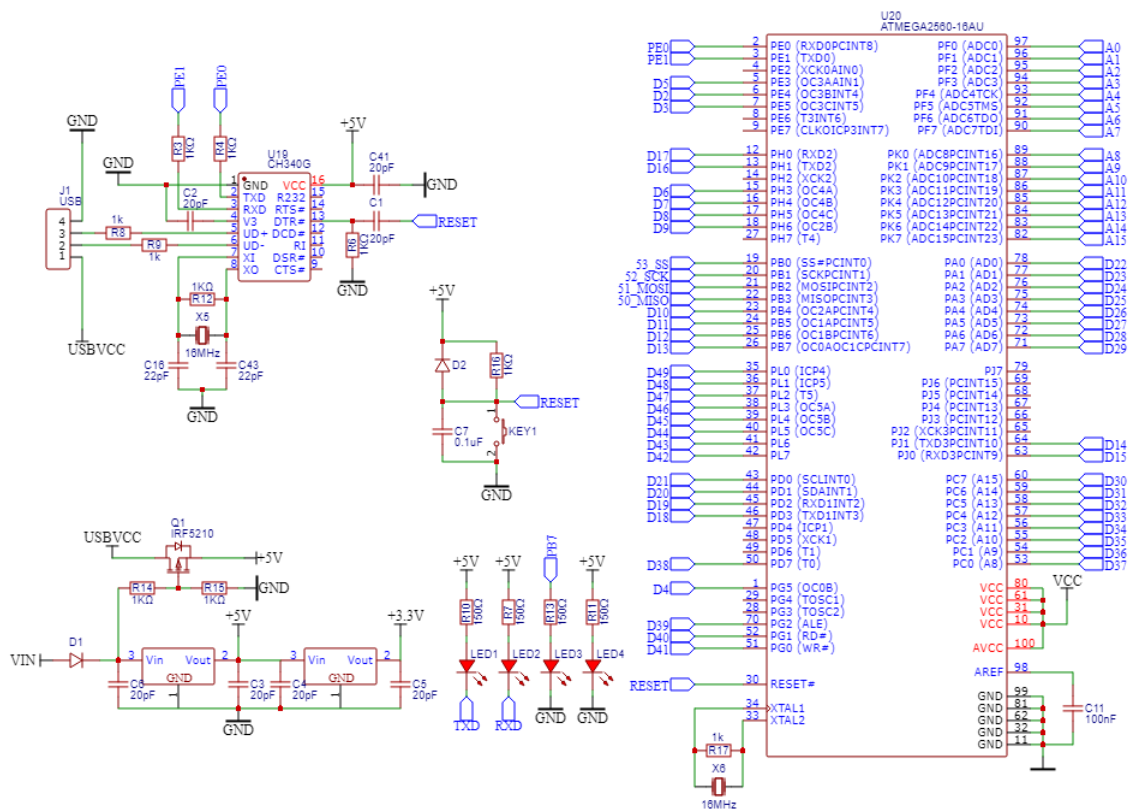 PE1
PE0
GND
GND
+5V
R3
1KΩ
R4
1KΩ
U19
CH340G
J1
USB
4
3
2
1
1k
R8
R9
1k
C2
20pF
1 GND VCC 16
2 TXD R232 15
3 RXD RTS# 14
4 V3 DTR# 13
5 UD+ DCD# 12
6 UD- RI 11
7 XI DSR# 10
8 XO CTS# 9
C41
20pF
GND
C1
20pF
RESET
R6
1KΩ
GND
1KΩ
R12
X5
16MHz
C16
22pF
C43
22pF
GND
USBVCC
+5V
D2
R16
1KΩ
RESET
C7
0.1uF
1
KEY1
2
GND
Q1
IRF5210
USBVCC
+5V
R14
1KΩ
R15
1KΩ
GND
VIN
D1
3 Vin Vout 2
GND
1
+5V
3 Vin Vout 2
GND
1
+3.3V
C6
20pF
C3
20pF
C4
20pF
C5
20pF
GND
+5V
R10
150Ω
LED1
TXD
+5V
R7
150Ω
LED2
RXD
PB7
R13
150Ω
LED3
GND
+5V
R11
150Ω
LED4
GND
U20
ATMEGA2560-16AU
PE0 2 PE0 (RXD0PCINT8) PF0 (ADC0) 97 A0
PE1 3 PE1 (TXD0) PF1 (ADC1) 96 A1
4 PE2 (XCK0AIN0) PF2 (ADC2) 95 A2
D5 5 PE3 (OC3AAIN1) PF3 (ADC3) 94 A3
D2 6 PE4 (OC3BINT4) PF4 (ADC4TCK) 93 A4
D3 7 PE5 (OC3CINT5) PF5 (ADC5TMS) 92 A5
8 PE6 (T3INT6) PF6 (ADC6TDO) 91 A6
9 PE7 (CLKOICP3INT7) PF7 (ADC7TDI) 90 A7
D17 12 PH0 (RXD2) PK0 (ADC8PCINT16) 89 A8
D16 13 PH1 (TXD2) PK1 (ADC9PCINT17) 88 A9
14 PH2 (XCK2) PK2 (ADC10PCINT18) 87 A10
D6 15 PH3 (OC4A) PK3 (ADC11PCINT19) 86 A11
D7 16 PH4 (OC4B) PK4 (ADC12PCINT20) 85 A12
D8 17 PH5 (OC4C) PK5 (ADC13PCINT21) 84 A13
D9 18 PH6 (OC2B) PK6 (ADC14PCINT22) 83 A14
27 PH7 (T4) PK7 (ADC15PCINT23) 82 A15
53_SS 19 PB0 (SS#PCINT0) PA0 (AD0) 78 D22
52_SCK 20 PB1 (SCKPCINT1) PA1 (AD1) 77 D23
51_MOSI 21 PB2 (MOSIPCINT2) PA2 (AD2) 76 D24
50_MISO 22 PB3 (MISOPCINT3) PA3 (AD3) 75 D25
D10 23 PB4 (OC2APCINT4) PA4 (AD4) 74 D26
D11 24 PB5 (OC1APCINT5) PA5 (AD5) 73 D27
D12 25 PB6 (OC1BPCINT6) PA6 (AD6) 72 D28
D13 26 PB7 (OC0AOC1CPCINT7) PA7 (AD7) 71 D29
D49 35 PL0 (ICP4) PJ7 79
D48 36 PL1 (ICP5) PJ6 (PCINT15) 69
D47 37 PL2 (T5) PJ5 (PCINT14) 68
D46 38 PL3 (OC5A) PJ4 (PCINT13) 67
D45 39 PL4 (OC5B) PJ3 (PCINT12) 66
D44 40 PL5 (OC5C) PJ2 (XCK3PCINT11) 65
D43 41 PL6 PJ1 (TXD3PCINT10) 64 D14
D42 42 PL7 PJ0 (RXD3PCINT9) 63 D15
D21 43 PD0 (SCLINT0) PC7 (A15) 60 D30
D20 44 PD1 (SDAINT1) PC6 (A14) 59 D31
D19 45 PD2 (RXD1INT2) PC5 (A13) 58 D32
D18 46 PD3 (TXD1INT3) PC4 (A12) 57 D33
47 PD4 (ICP1) PC3 (A11) 56 D34
48 PD5 (XCK1) PC2 (A10) 55 D35
49 PD6 (T1) PC1 (A9) 54 D36
D38 50 PD7 (T0) PC0 (A8) 53 D37
D4 1 PG5 (OC0B) VCC 80
VCC
29 PG4 (TOSC1) VCC 61
28 PG3 (TOSC2) VCC 31
D39 70 PG2 (ALE) VCC 10
D40 52 PG1 (RD#)
D41 51 PG0 (WR#) AVCC 100
AREF 98
RESET 30 RESET#
GND 99
34 XTAL1 GND 81
33 XTAL2 GND 62
GND 32
GND 11
C11
100nF
1k
R17
X6
16MHz